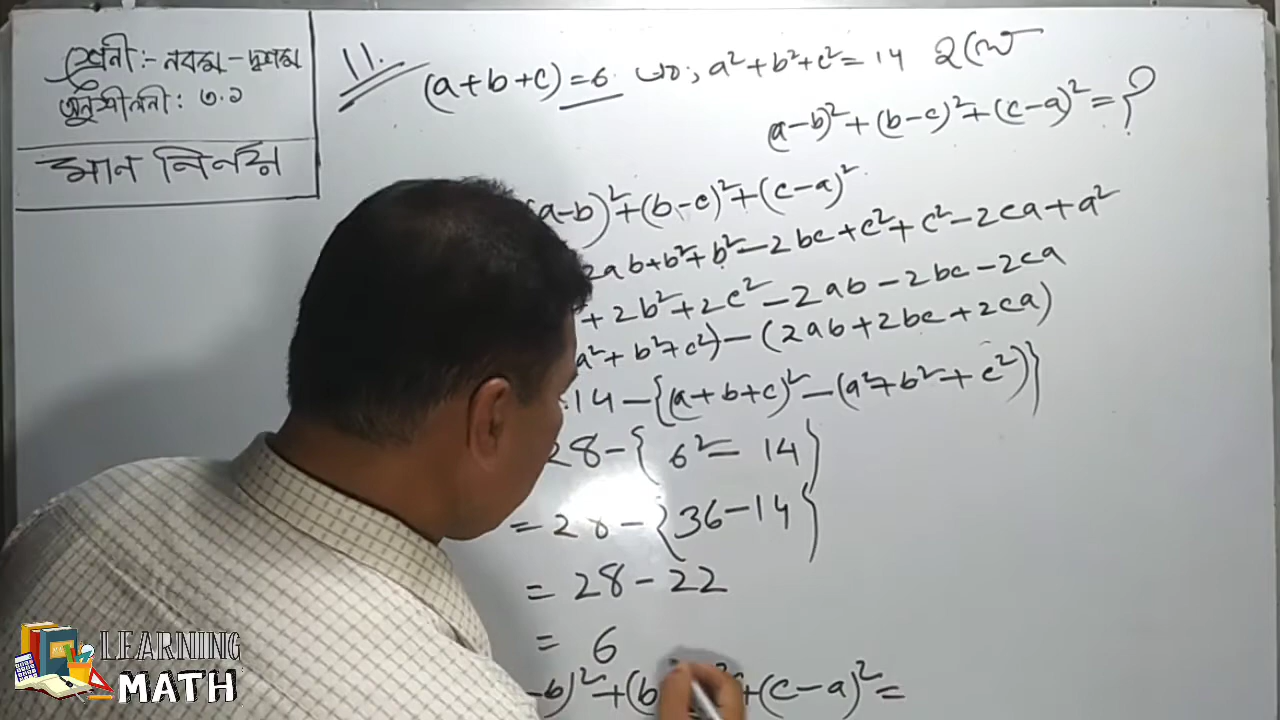 শ্রেনী:- নবম - দশম
অনুশীলনী: ৩.১
মান নির্নয়
11. (a+b+c) = 6 এবং, a²+b²+c² = 14 হলে
(a-b)² + (b-c)² + (c-a)² = ?
(a-b)² + (b-c)² + (c-a)²
2ab+b²+b²-2bc+c²+c²-2ca+a²
+2b²+2c²-2ab-2bc-2ca
a²+b²+c²)-(2ab+2bc+2ca)
.14-{(a+b+c)²-(a²+b²+c²)}
28-{6²-14}
= 28-{36-14}
= 28-22
= 6
-b)²+(b +(c-a)² =
LEARNING
MATH